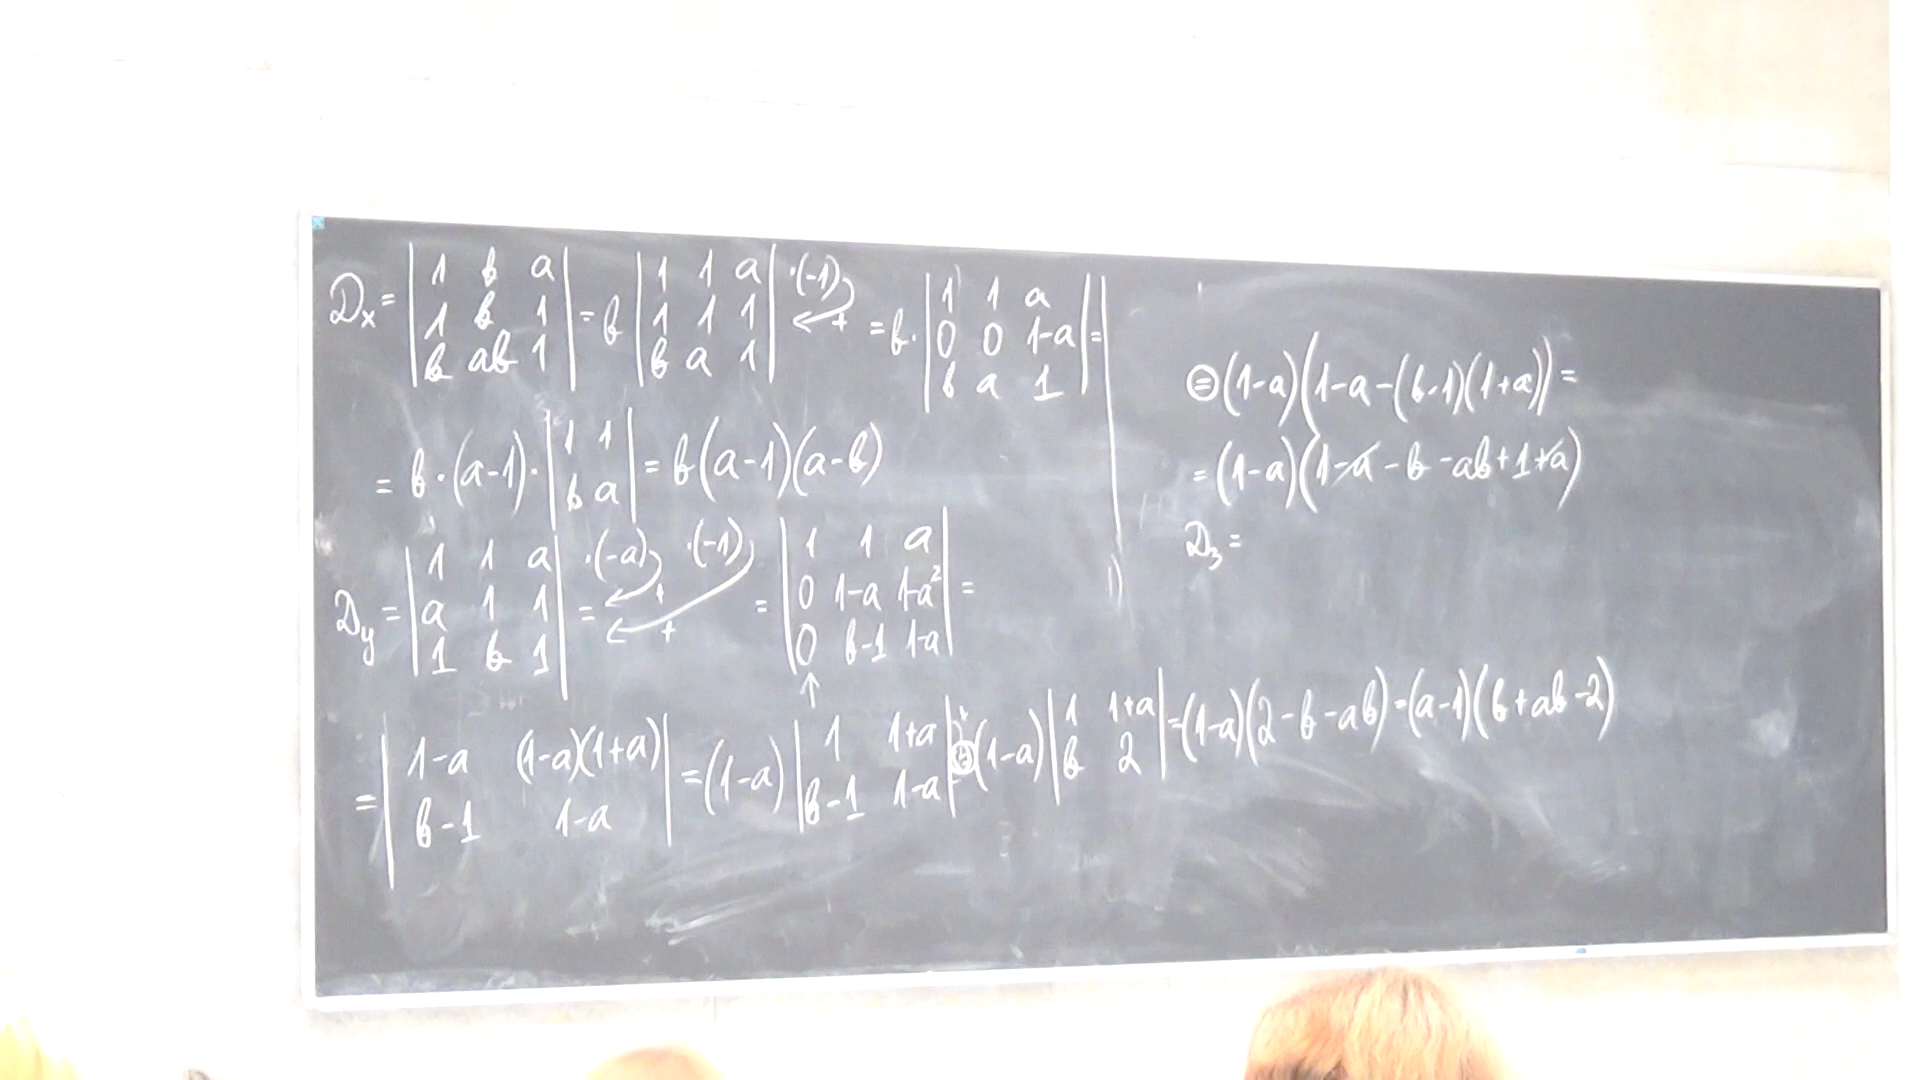 D_x = | 1 b a | = b | 1 1 a | ·(-1) = b· | 1 1 a | =
| 1 b 1 | | 1 1 1 | + | 0 0 1-a |
| b ab 1 | | b a 1 | | b a 1 |
= b·(a-1)· | 1 1 | = b(a-1)(a-b)
| b a |
D_y = | 1 1 a | ·(-a) ·(-1) = | 1 1 a | =
| a 1 1 | = + | 0 1-a 1-a² |
| 1 b 1 | + | 0 b-1 1-a |
= | 1-a (1-a)(1+a) | = (1-a) | 1 1+a | ⊜ (1-a) | 1 1+a | = (1-a)(2-b-ab) = (a-1)(b+ab-2)
| b-1 1-a | | b-1 1-a | | b 2 |
⊜ (1-a)(1-a-(b-1)(1+a)) =
= (1-a)(1-a-b-ab+1+a)
D_z =